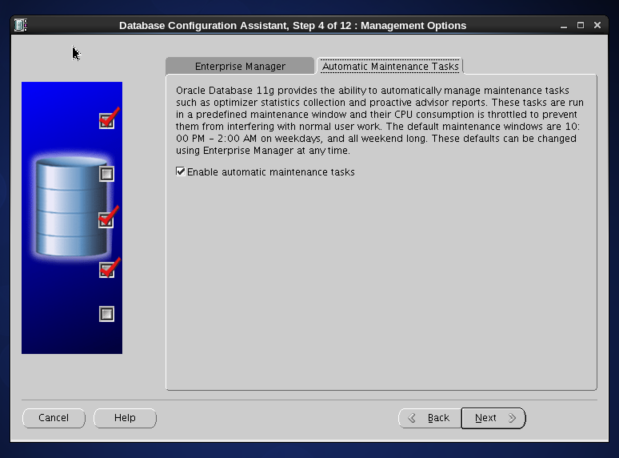 Database Configuration Assistant, Step 4 of 12 : Management Options
Enterprise Manager
Automatic Maintenance Tasks
Oracle Database 11g provides the ability to automatically manage maintenance tasks
such as optimizer statistics collection and proactive advisor reports. These tasks are run
in a predefined maintenance window and their CPU consumption is throttled to prevent
them from interfering with normal user work. The default maintenance windows are 10:
00 PM - 2:00 AM on weekdays, and all weekend long. These defaults can be changed
using Enterprise Manager at any time.
Enable automatic maintenance tasks
Cancel
Help
Back
Next